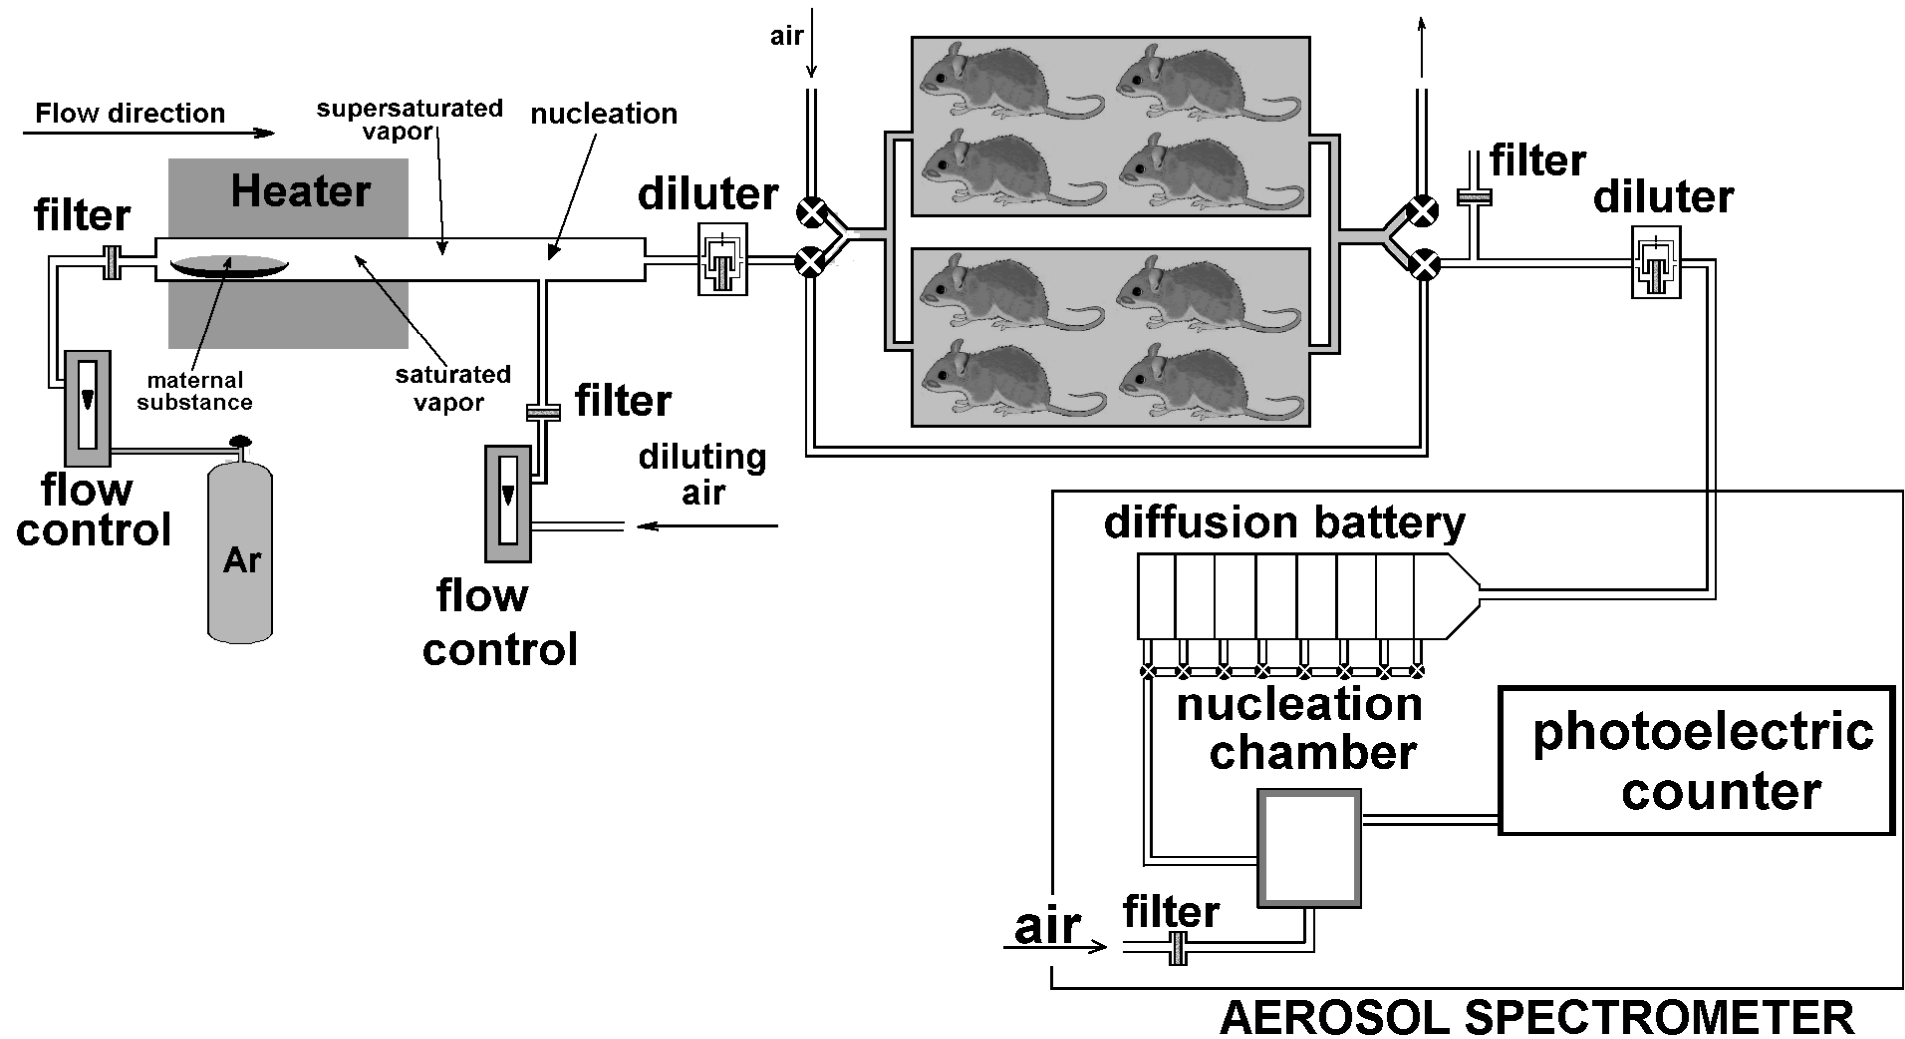 air
Flow direction
supersaturated
vapor
nucleation
Heater
filter
diluter
filter
diluter
maternal
substance
saturated
vapor
filter
diluting
air
flow
control
Ar
flow
control
diffusion battery
nucleation
chamber
photoelectric
counter
air
filter
AEROSOL SPECTROMETER